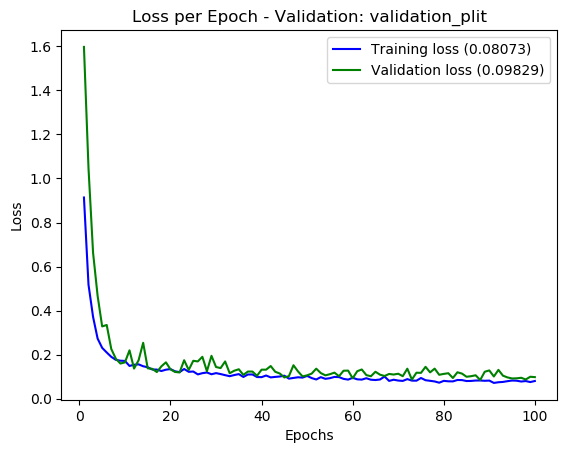 Loss per Epoch - Validation: validation_plit
Training loss (0.08073)
Validation loss (0.09829)
1.6
1.4
1.2
1.0
0.8
0.6
0.4
0.2
0.0
Loss
0 20 40 60 80 100
Epochs